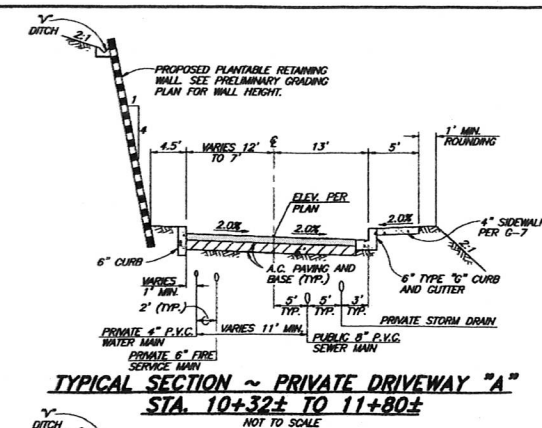 "V"
DITCH
2:1
PROPOSED PLANTABLE RETAINING
WALL. SEE PRELIMINARY GRADING
PLAN FOR WALL HEIGHT.
1
4
1' MIN.
ROUNDING
4.5'
VARIES 12'
TO 7'
℄
13'
5'
ELEV. PER
PLAN
2.0%
2.0%
2.0%
4" SIDEWALK
PER G-7
2:1
6" CURB
A.C. PAVING AND
BASE (TYP.)
6" TYPE "G" CURB
AND GUTTER
VARIES
1' MIN.
2' (TYP.)
5'
TYP.
5'
TYP.
3'
TYP.
PRIVATE STORM DRAIN
PRIVATE 4" P.V.C.
WATER MAIN
VARIES 11' MIN.
PUBLIC 8" P.V.C.
SEWER MAIN
PRIVATE 6" FIRE
SERVICE MAIN
TYPICAL SECTION ~ PRIVATE DRIVEWAY "A"
STA. 10+32± TO 11+80±
NOT TO SCALE
"V"
DITCH